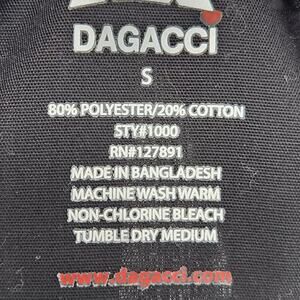 DAGACCI
S
80% POLYESTER/20% COTTON
STY#1000
RN#127891
MADE IN BANGLADESH
MACHINE WASH WARM
NON-CHLORINE BLEACH
TUMBLE DRY MEDIUM
www.dagacci.com